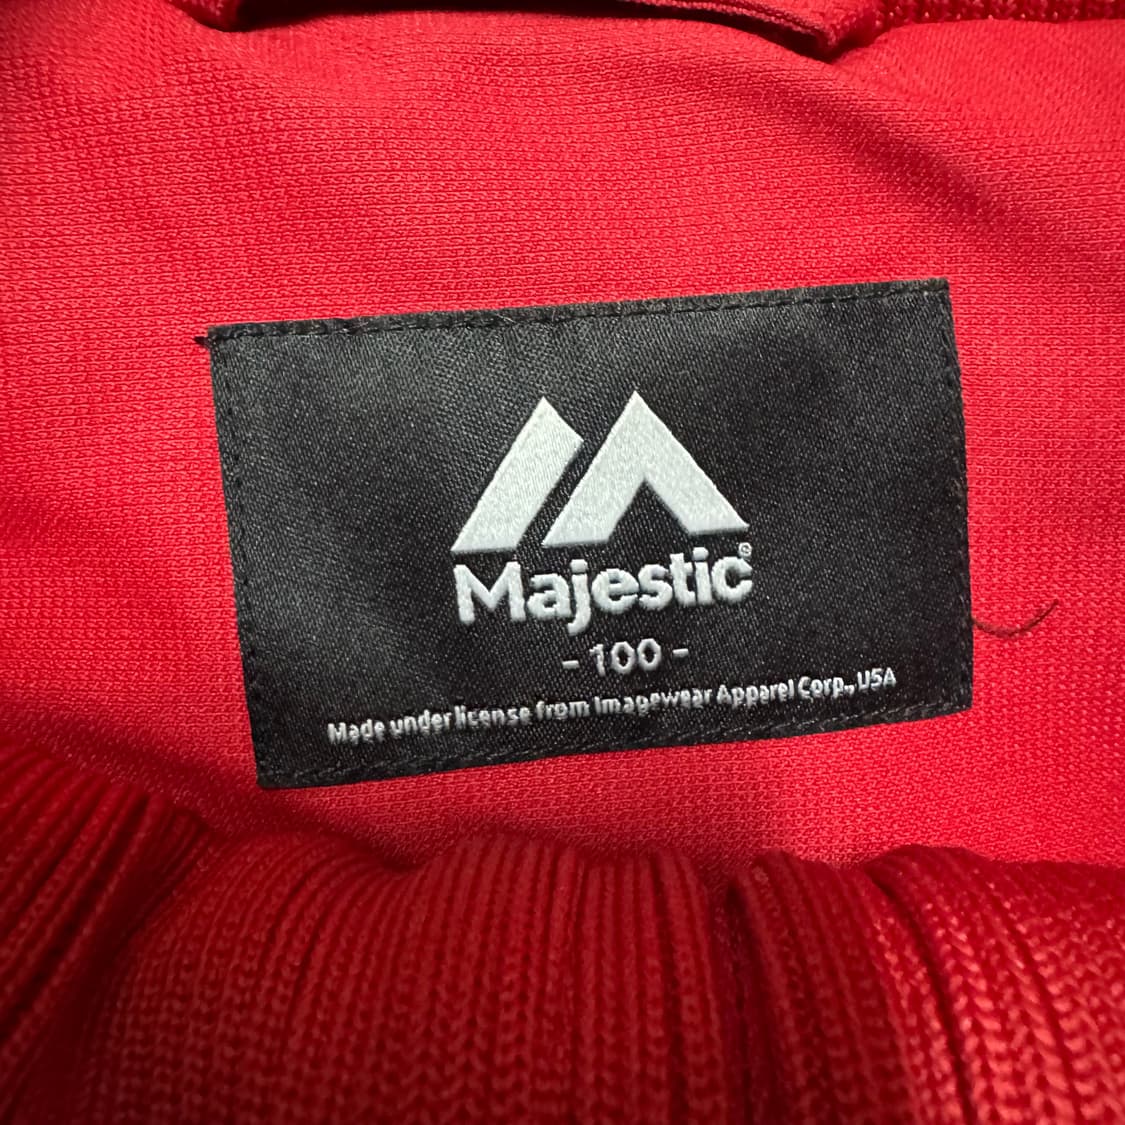 Majestic®
- 100 -
Made under license from Imagewear Apparel Corp., USA